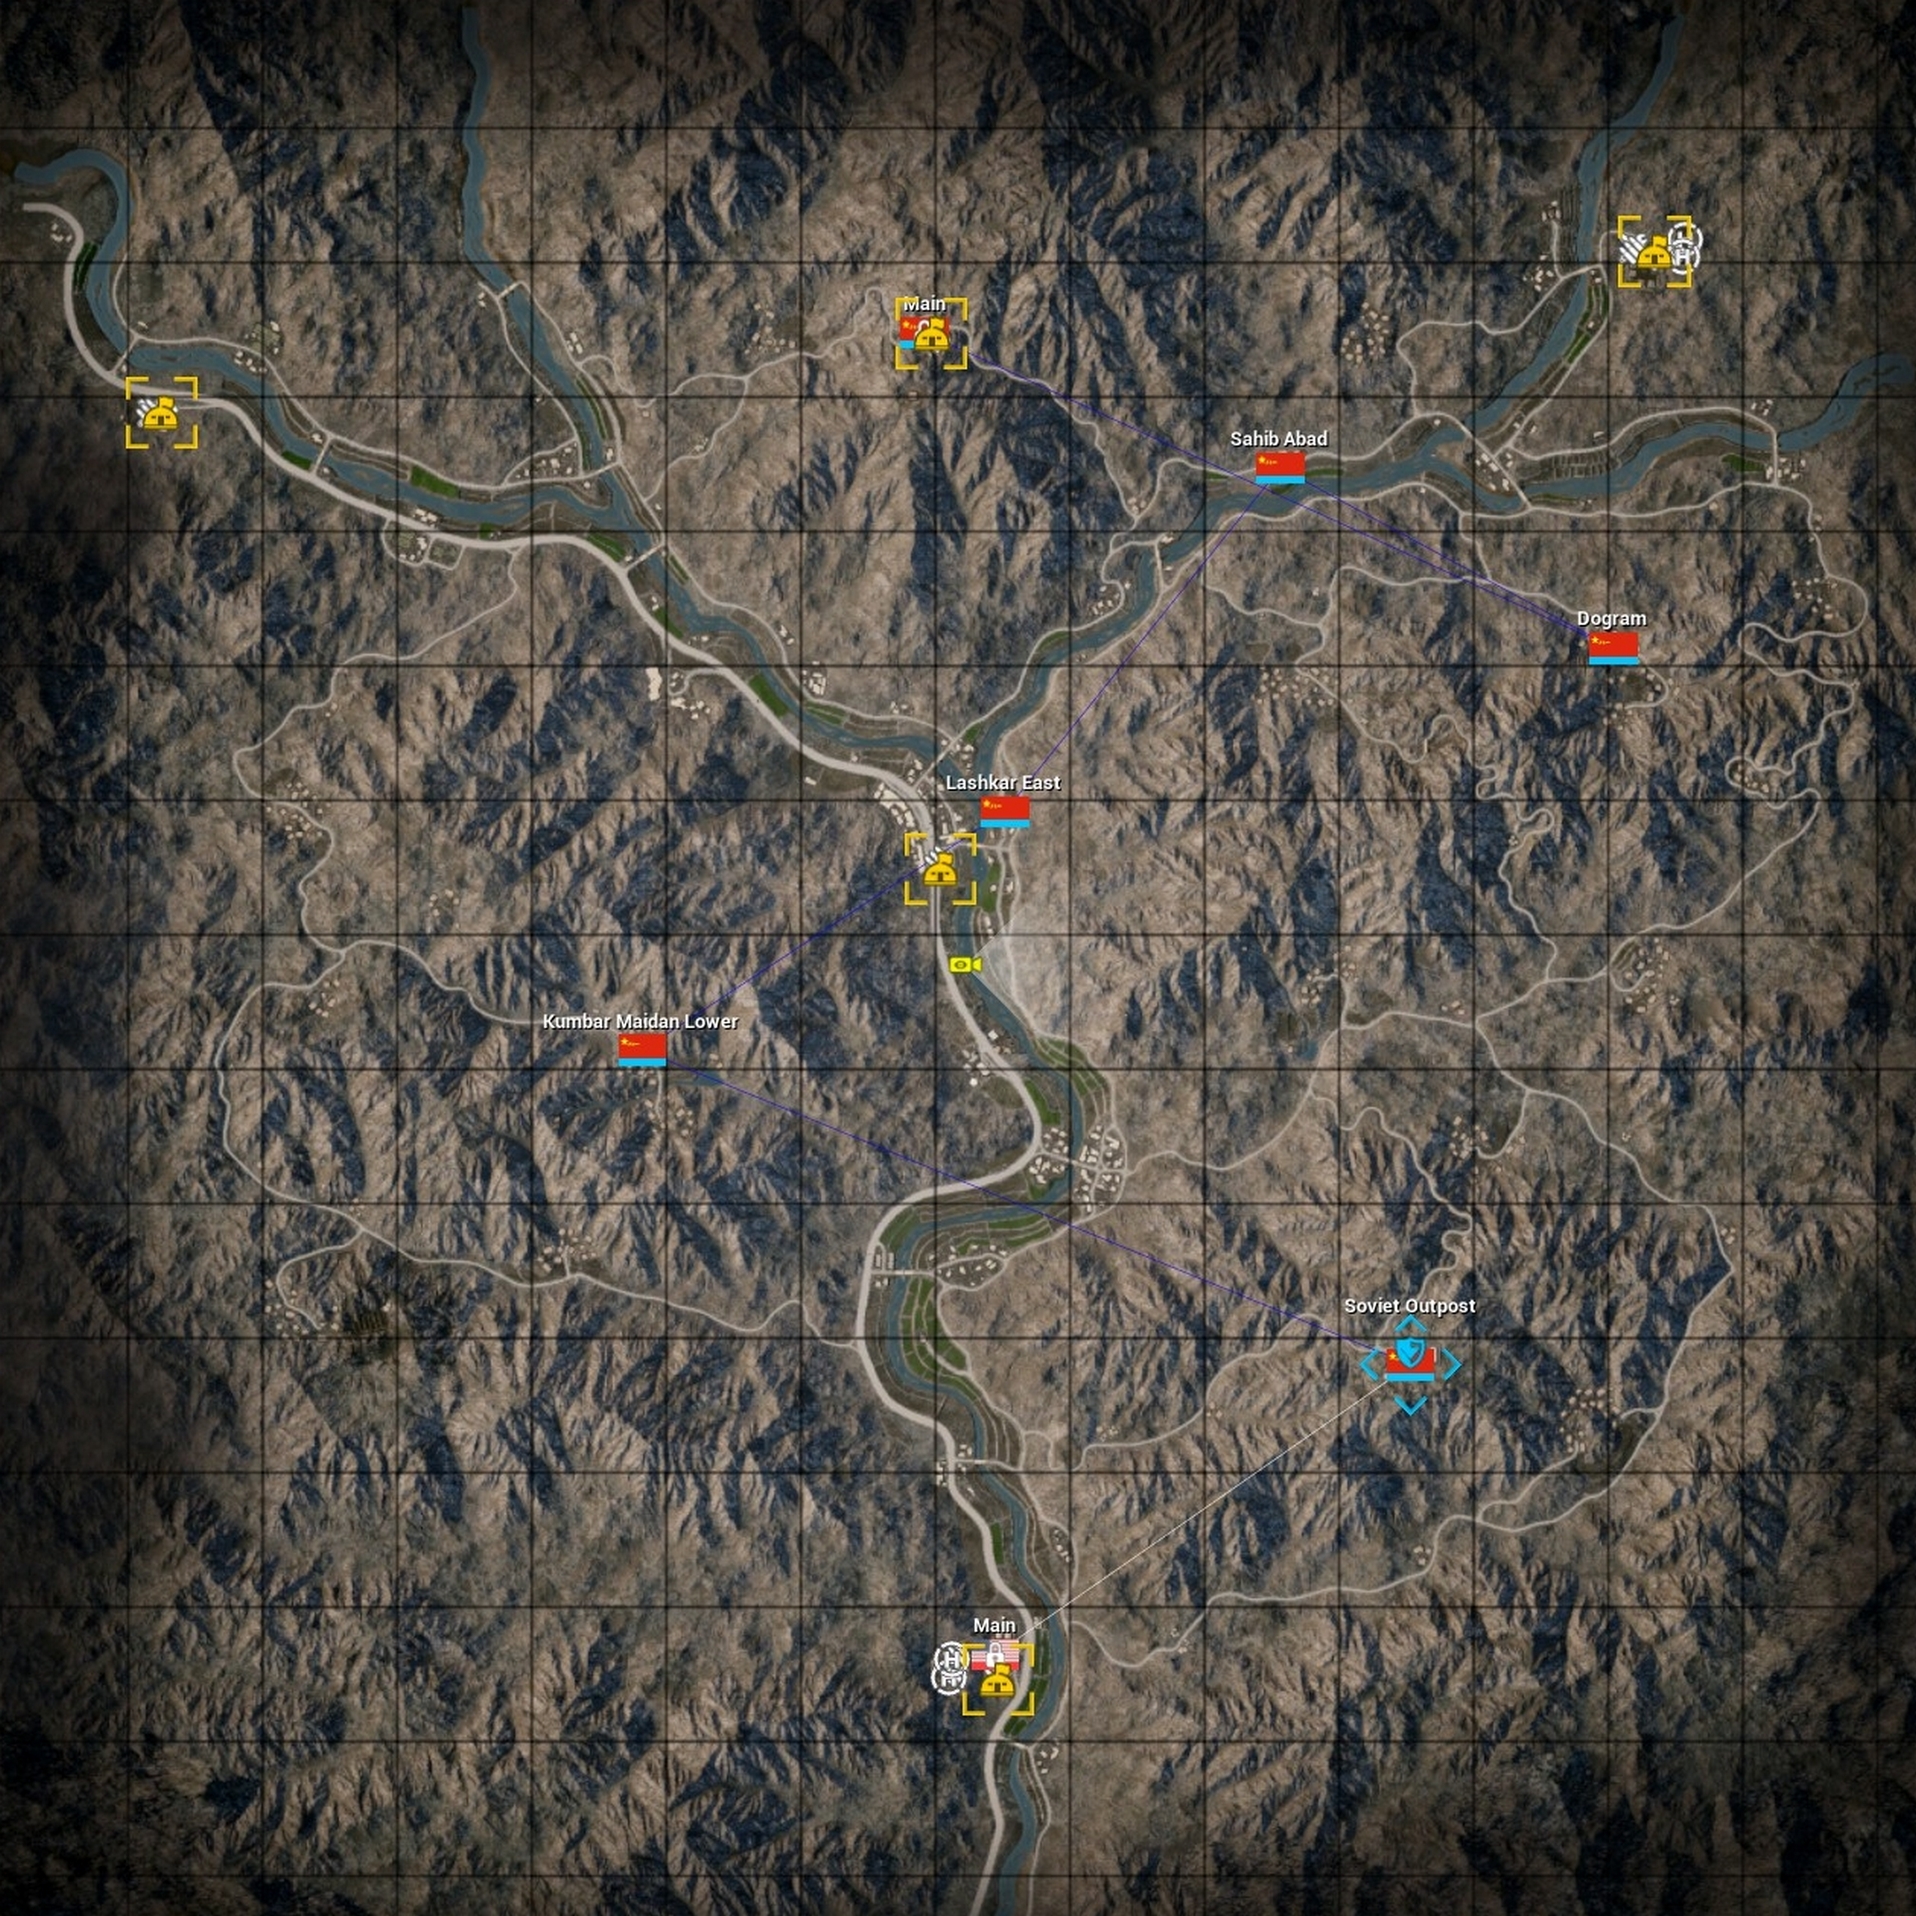 Main
Sahib Abad
Dogram
Lashkar East
Kumbar Maidan Lower
Soviet Outpost
Main
H
H
H